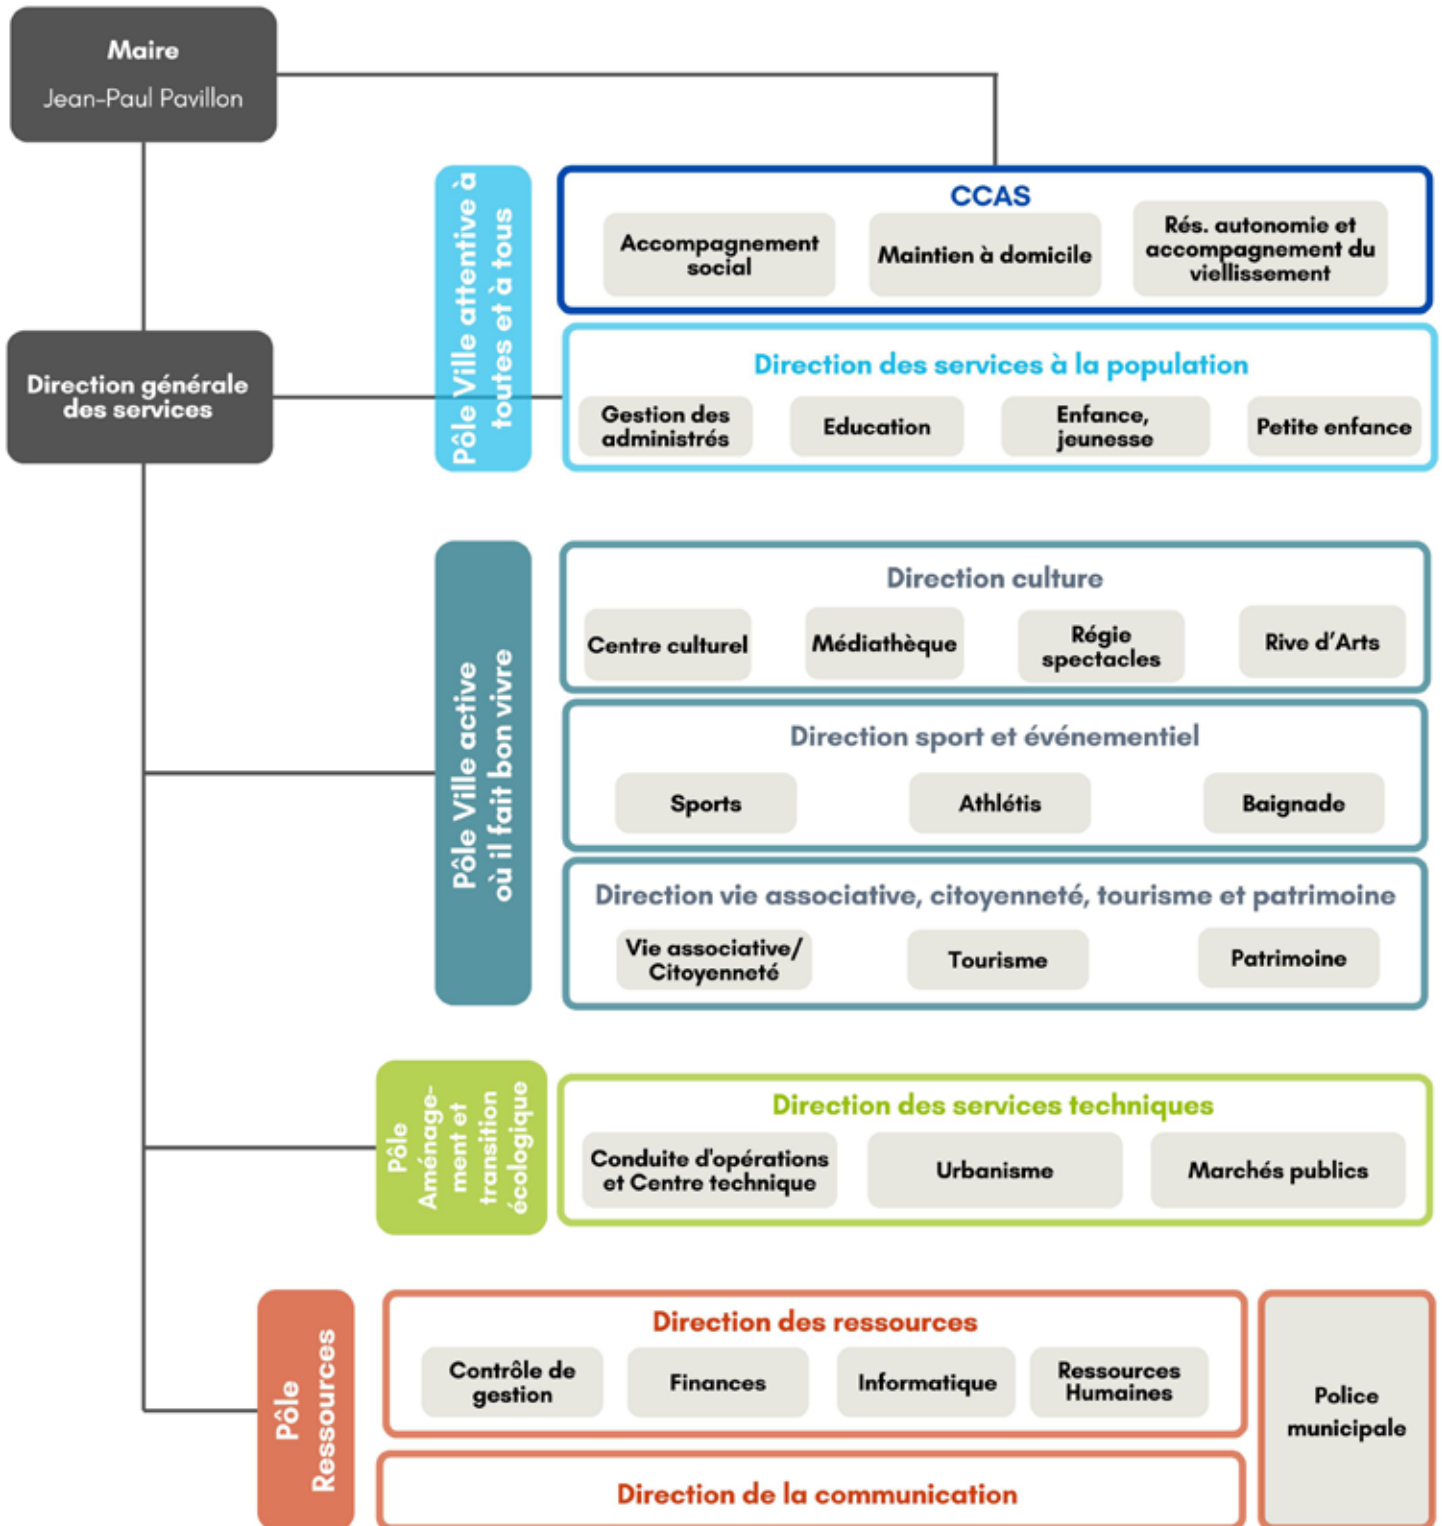 Maire
Jean-Paul Pavillon
Direction générale
des services
Pôle Ville attentive à
toutes et à tous
CCAS
Accompagnement
social
Maintien à domicile
Rés. autonomie et
accompagnement du
viellissement
Direction des services à la population
Gestion des
administrés
Education
Enfance,
jeunesse
Petite enfance
Pôle Ville active
où il fait bon vivre
Direction culture
Centre culturel
Médiathèque
Régie
spectacles
Rive d'Arts
Direction sport et événementiel
Sports
Athlétis
Baignade
Direction vie associative, citoyenneté, tourisme et patrimoine
Vie associative/
Citoyenneté
Tourisme
Patrimoine
Pôle
Aménage-
ment et
transition
écologique
Direction des services techniques
Conduite d'opérations
et Centre technique
Urbanisme
Marchés publics
Pôle
Ressources
Direction des ressources
Contrôle de
gestion
Finances
Informatique
Ressources
Humaines
Direction de la communication
Police
municipale